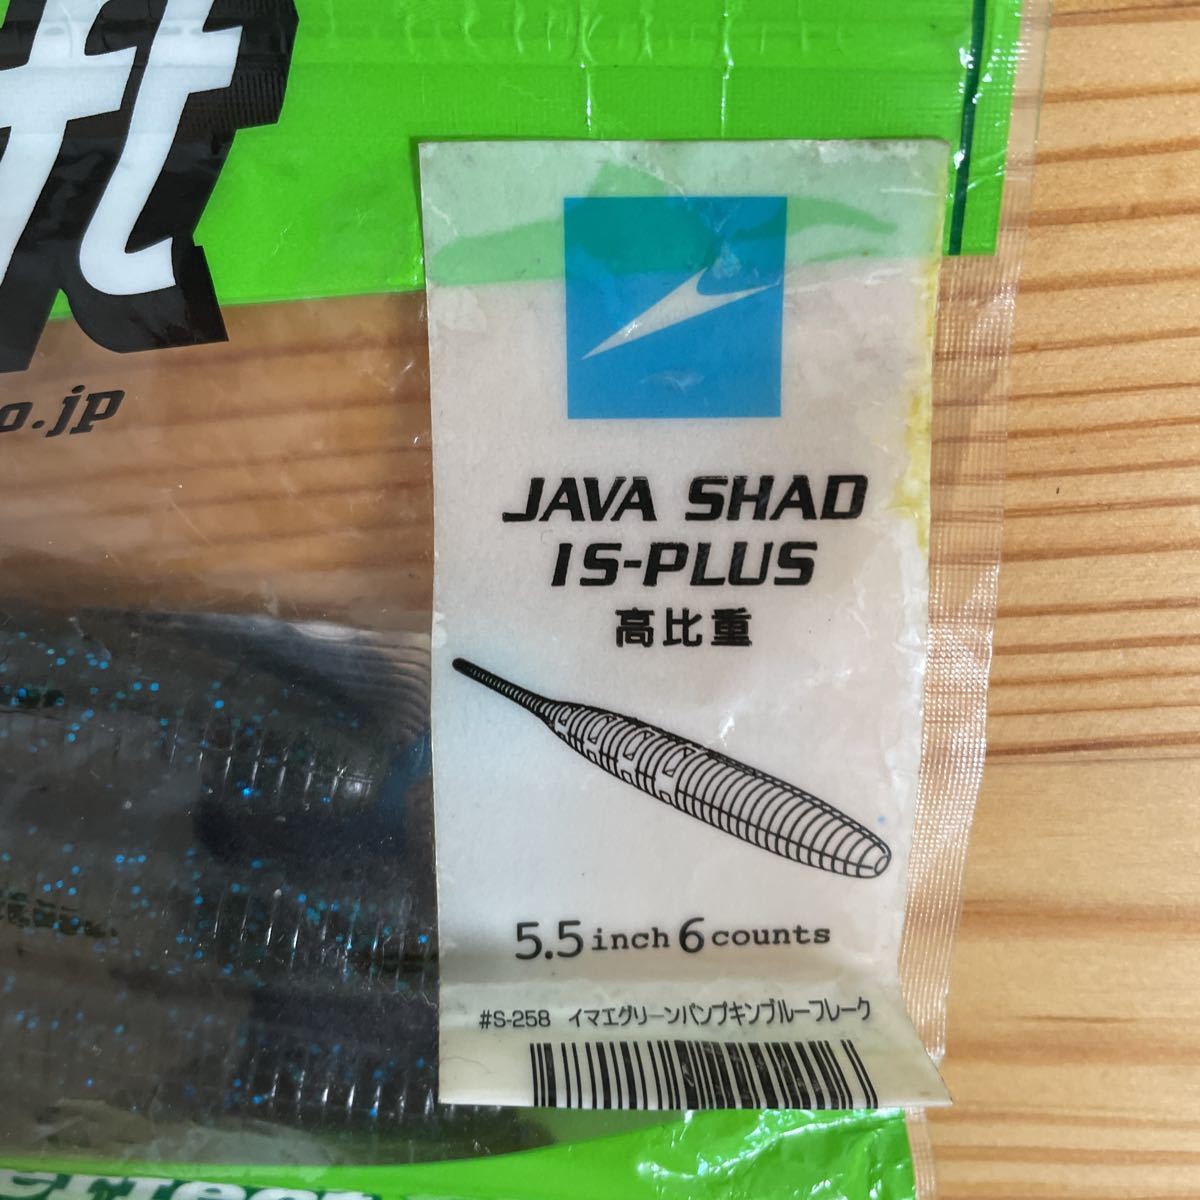 o.jp
JAVA SHAD
IS-PLUS
高比重
5.5 inch 6 counts
#S-258 イマエグリーンパンプキンブルーフレーク